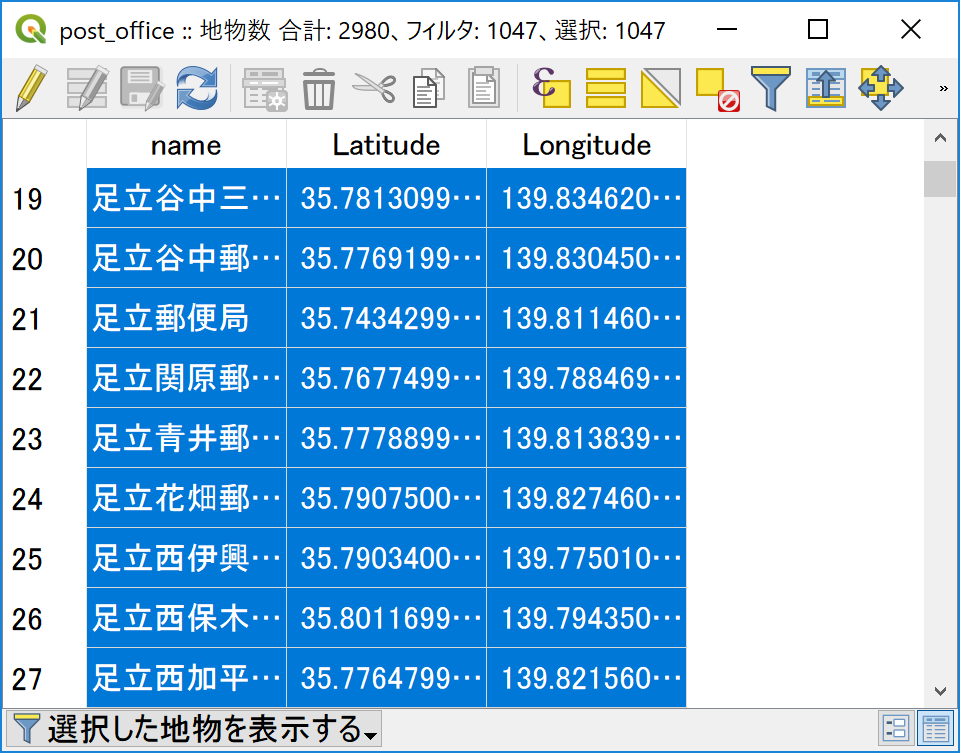 post_office :: 地物数 合計: 2980、フィルタ: 1047、選択: 1047
ε
»
name Latitude Longitude
19 足立谷中三… 35.7813099… 139.834620…
20 足立谷中郵… 35.7769199… 139.830450…
21 足立郵便局 35.7434299… 139.811460…
22 足立関原郵… 35.7677499… 139.788469…
23 足立青井郵… 35.7778899… 139.813839…
24 足立花畑郵… 35.7907500… 139.827460…
25 足立西伊興… 35.7903400… 139.775010…
26 足立西保木… 35.8011699… 139.794350…
27 足立西加平… 35.7764799… 139.821560…
選択した地物を表示する